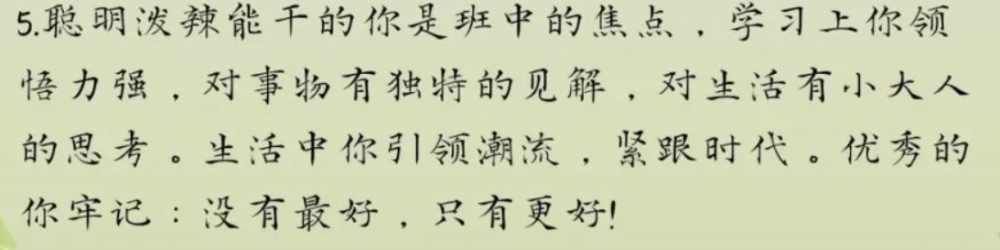 5.聪明泼辣能干的你是班中的焦点，学习上你领
悟力强，对事物有独特的见解，对生活有小大人
的思考。生活中你引领潮流，紧跟时代。优秀的
你牢记：没有最好，只有更好!